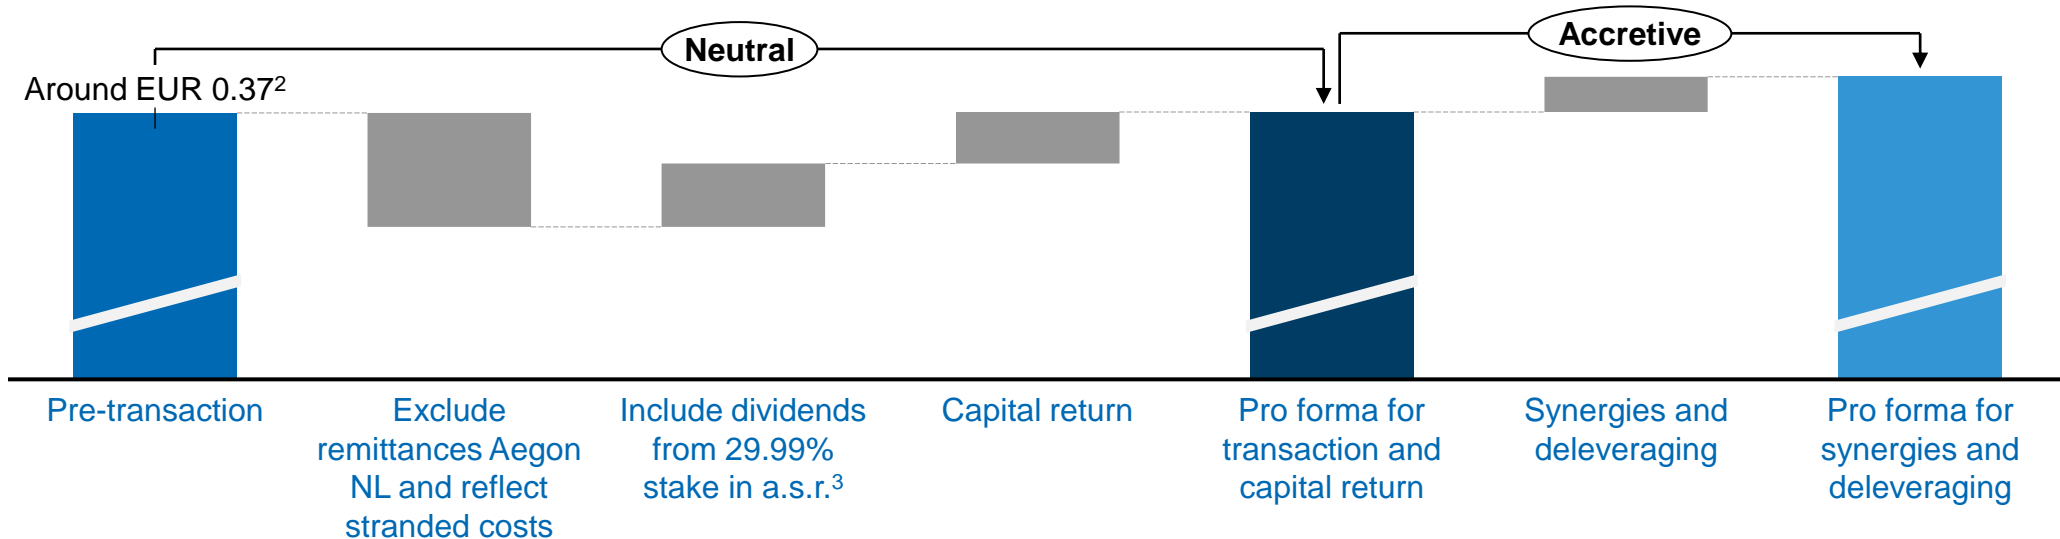 Neutral
Accretive
Around EUR 0.37²
Pre-transaction
Exclude
remittances Aegon
NL and reflect
stranded costs
Include dividends
from 29.99%
stake in a.s.r.³
Capital return
Pro forma for
transaction and
capital return
Synergies and
deleveraging
Pro forma for
synergies and
deleveraging